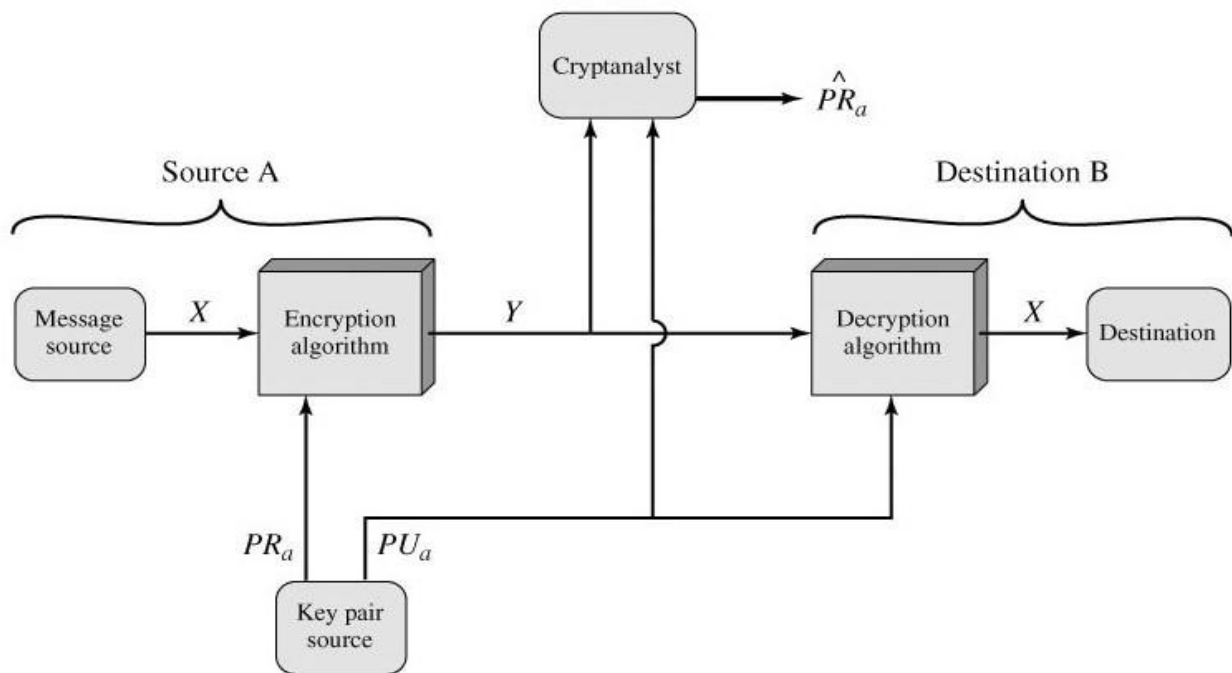 Cryptanalyst
P̂R_a
Source A
Destination B
Message
source
X
Encryption
algorithm
Y
Decryption
algorithm
X
Destination
PR_a
PU_a
Key pair
source